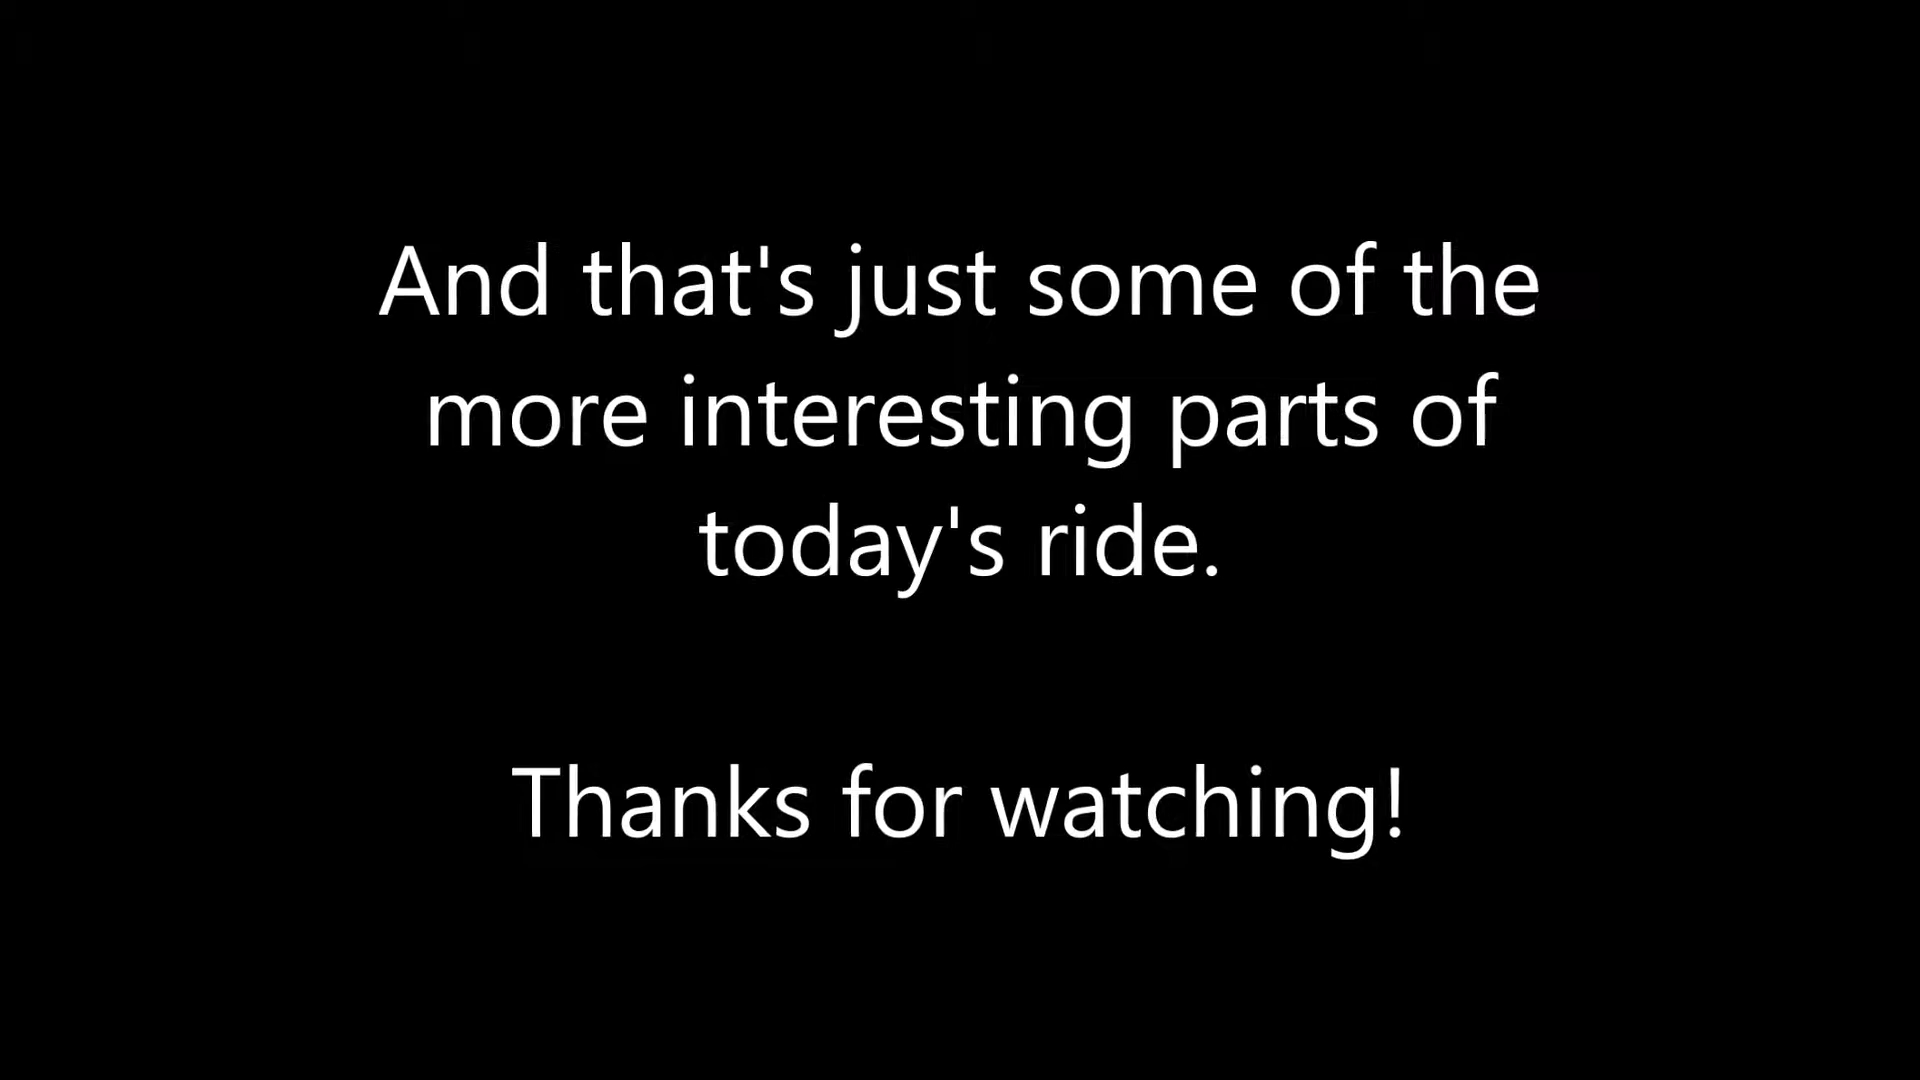 And that's just some of the
more interesting parts of
today's ride.
Thanks for watching!